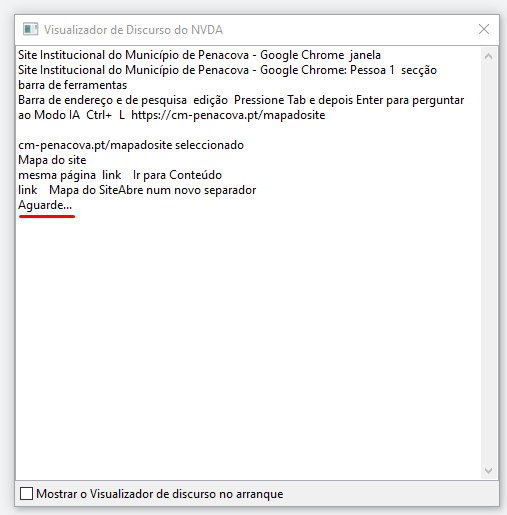 Visualizador de Discurso do NVDA
Site Institucional do Município de Penacova - Google Chrome  janela
Site Institucional do Município de Penacova - Google Chrome: Pessoa 1  secção
barra de ferramentas
Barra de endereço e de pesquisa  edição  Pressione Tab e depois Enter para perguntar
ao Modo IA  Ctrl+  L  https://cm-penacova.pt/mapadosite
cm-penacova.pt/mapadosite seleccionado
Mapa do site
mesma página  link    Ir para Conteúdo
link    Mapa do SiteAbre num novo separador
Aguarde...
Mostrar o Visualizador de discurso no arranque